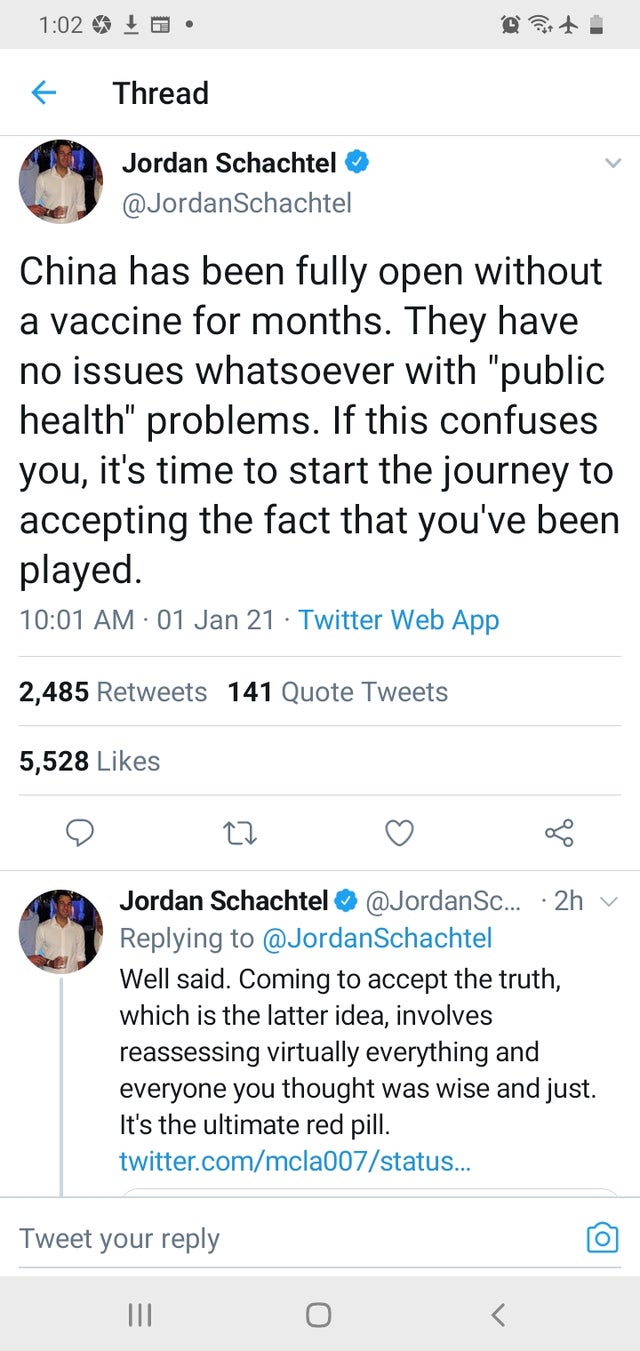 1:02
Thread
Jordan Schachtel
@JordanSchachtel
China has been fully open without
a vaccine for months. They have
no issues whatsoever with "public
health" problems. If this confuses
you, it's time to start the journey to
accepting the fact that you've been
played.
10:01 AM · 01 Jan 21 · Twitter Web App
2,485 Retweets 141 Quote Tweets
5,528 Likes
Jordan Schachtel @JordanSc... · 2h
Replying to @JordanSchachtel
Well said. Coming to accept the truth,
which is the latter idea, involves
reassessing virtually everything and
everyone you thought was wise and just.
It's the ultimate red pill.
twitter.com/mcla007/status...
Tweet your reply